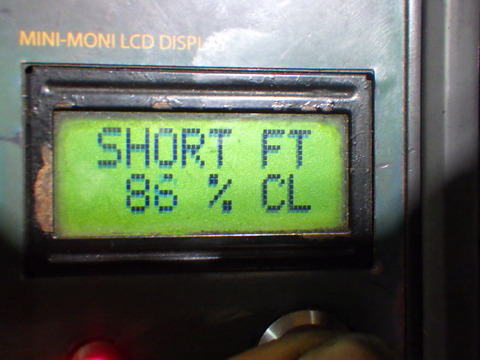 MINI-MONI LCD DISPLAY
SHORT FT
86 % CL